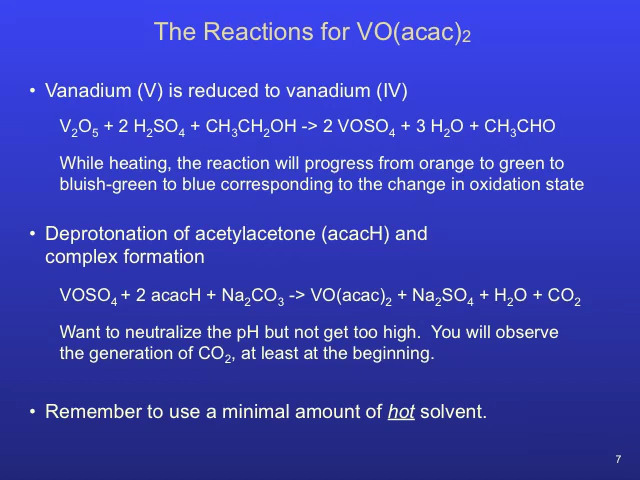 The Reactions for VO(acac)₂
• Vanadium (V) is reduced to vanadium (IV)
V₂O₅ + 2 H₂SO₄ + CH₃CH₂OH -> 2 VOSO₄ + 3 H₂O + CH₃CHO
While heating, the reaction will progress from orange to green to
bluish-green to blue corresponding to the change in oxidation state
• Deprotonation of acetylacetone (acacH) and
complex formation
VOSO₄ + 2 acacH + Na₂CO₃ -> VO(acac)₂ + Na₂SO₄ + H₂O + CO₂
Want to neutralize the pH but not get too high. You will observe
the generation of CO₂, at least at the beginning.
• Remember to use a minimal amount of hot solvent.
7